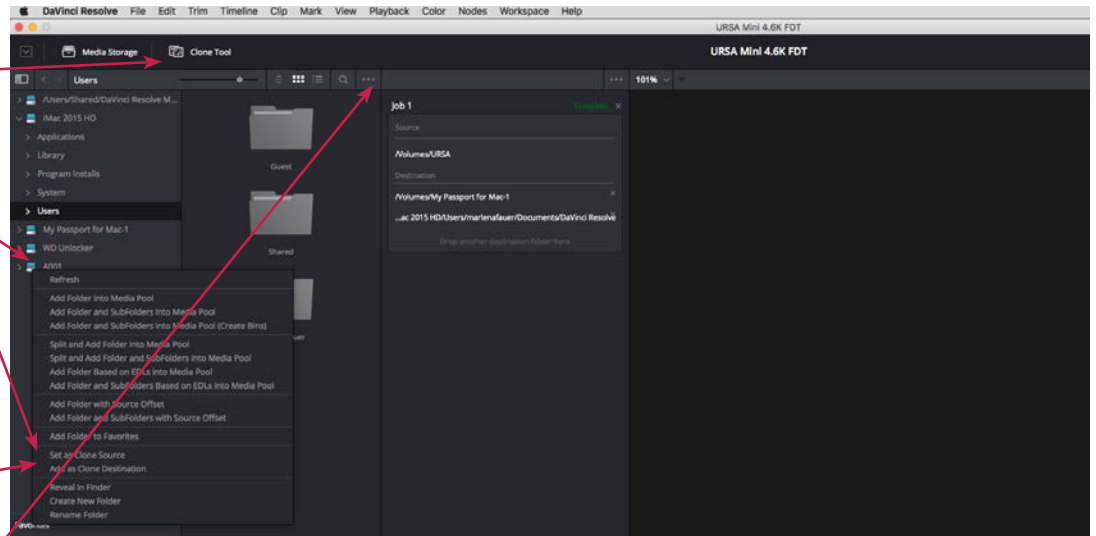 DaVinci Resolve File Edit Trim Timeline Clip Mark View Playback Color Nodes Workspace Help
URSA Mini 4.6K FDT
Media Storage Clone Tool URSA Mini 4.6K FDT
Users 101%
/Users/Shared/DaVinci Resolve M...
iMac 2015 HD
Applications
Library
Program Installs
System
Users
My Passport for Mac-1
WD Unlocker
A001
Refresh
Add Folder into Media Pool
Add Folder and SubFolders into Media Pool
Add Folder and SubFolders into Media Pool (Create Bins)
Split and Add Folder into Media Pool
Split and Add Folder and SubFolders into Media Pool
Add Folder Based on EDLs into Media Pool
Add Folder and SubFolders Based on EDLs into Media Pool
Add Folder with Source Offset
Add Folder and SubFolders with Source Offset
Add Folder to Favorites
Set as Clone Source
Add as Clone Destination
Reveal in Finder
Create New Folder
Rename Folder
Favorites
Guest
Shared
uer
Job 1 Complete
Source
/Volumes/URSA
Destination
/Volumes/My Passport for Mac-1
...ac 2015 HD/Users/marlenafauer/Documents/DaVinci Resolve
Drop another destination folder here